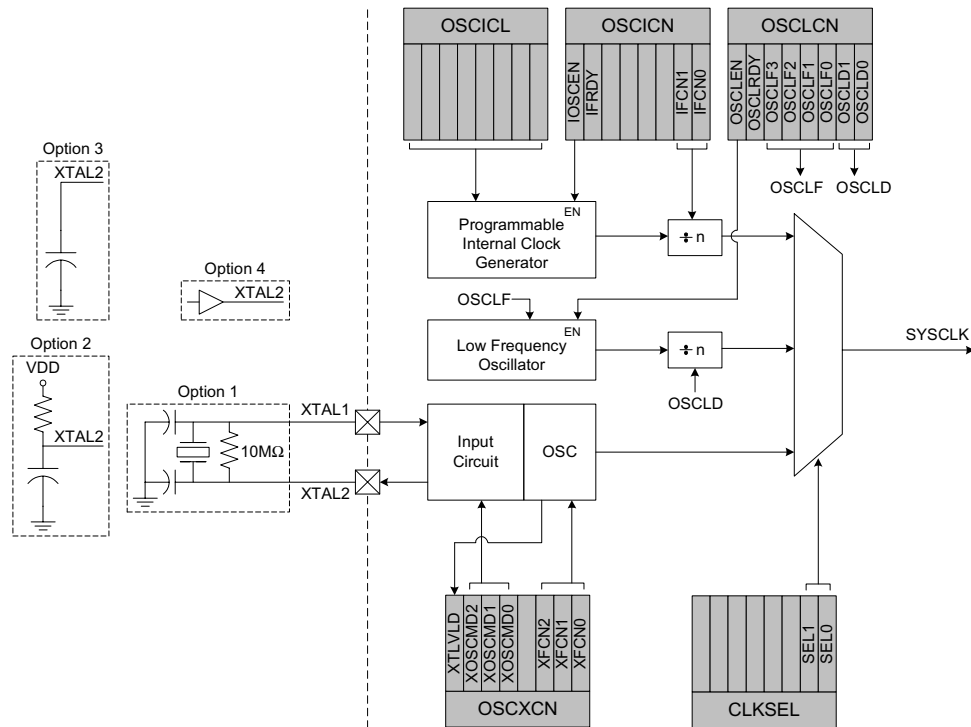 OSCICL
OSCICN
OSCLCN
IOSCEN
IFRDY
IFCN1
IFCN0
OSCLEN
OSCLRDY
OSCLF3
OSCLF2
OSCLF1
OSCLF0
OSCLD1
OSCLD0
OSCLF
OSCLD
Option 3
XTAL2
Option 4
XTAL2
EN
Programmable
Internal Clock
Generator
÷ n
OSCLF
EN
Low Frequency
Oscillator
÷ n
OSCLD
SYSCLK
Option 2
VDD
XTAL2
Option 1
10MΩ
XTAL1
XTAL2
Input
Circuit
OSC
XTLVLD
XOSCMD2
XOSCMD1
XOSCMD0
XFCN2
XFCN1
XFCN0
OSCXCN
SEL1
SEL0
CLKSEL